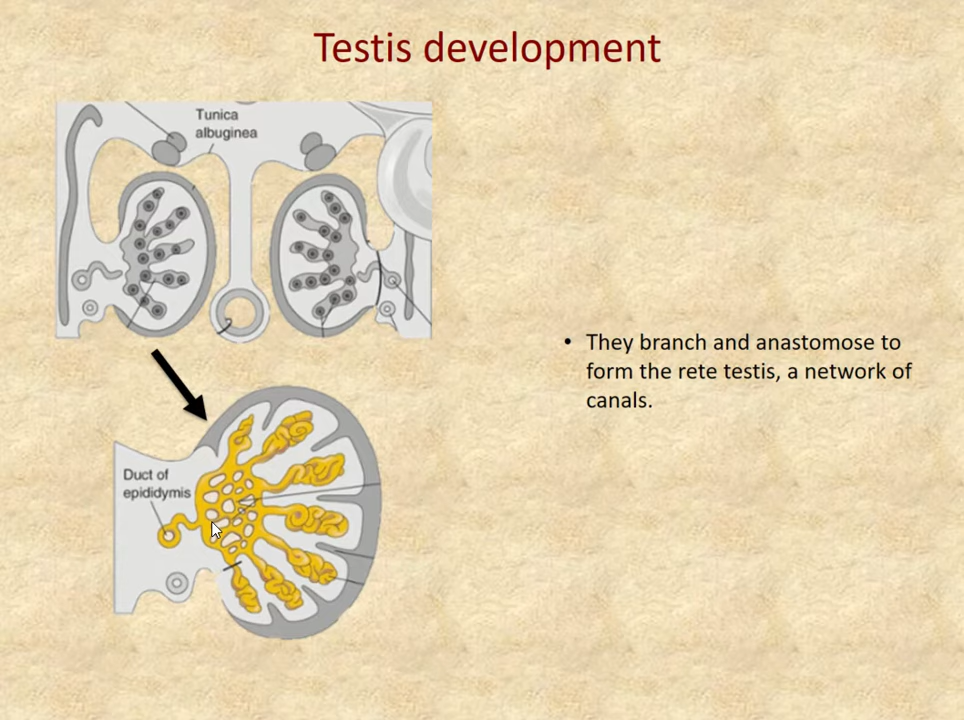 Testis development
Tunica
albuginea
Duct of
epididymis
• They branch and anastomose to
form the rete testis, a network of
canals.